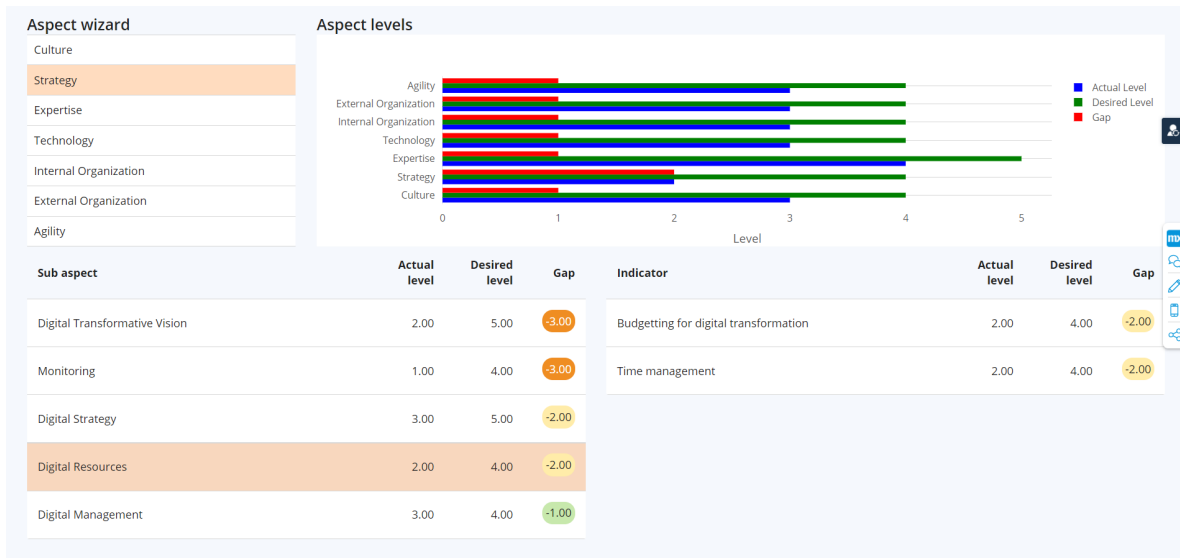 Aspect wizard
Culture
Strategy
Expertise
Technology
Internal Organization
External Organization
Agility
Aspect levels
Agility
External Organization
Internal Organization
Technology
Expertise
Strategy
Culture
0 1 2 3 4 5
Level
Actual Level
Desired Level
Gap
mx
Sub aspect Actual level Desired level Gap
Digital Transformative Vision 2.00 5.00 -3.00
Monitoring 1.00 4.00 -3.00
Digital Strategy 3.00 5.00 -2.00
Digital Resources 2.00 4.00 -2.00
Digital Management 3.00 4.00 -1.00
Indicator Actual level Desired level Gap
Budgetting for digital transformation 2.00 4.00 -2.00
Time management 2.00 4.00 -2.00